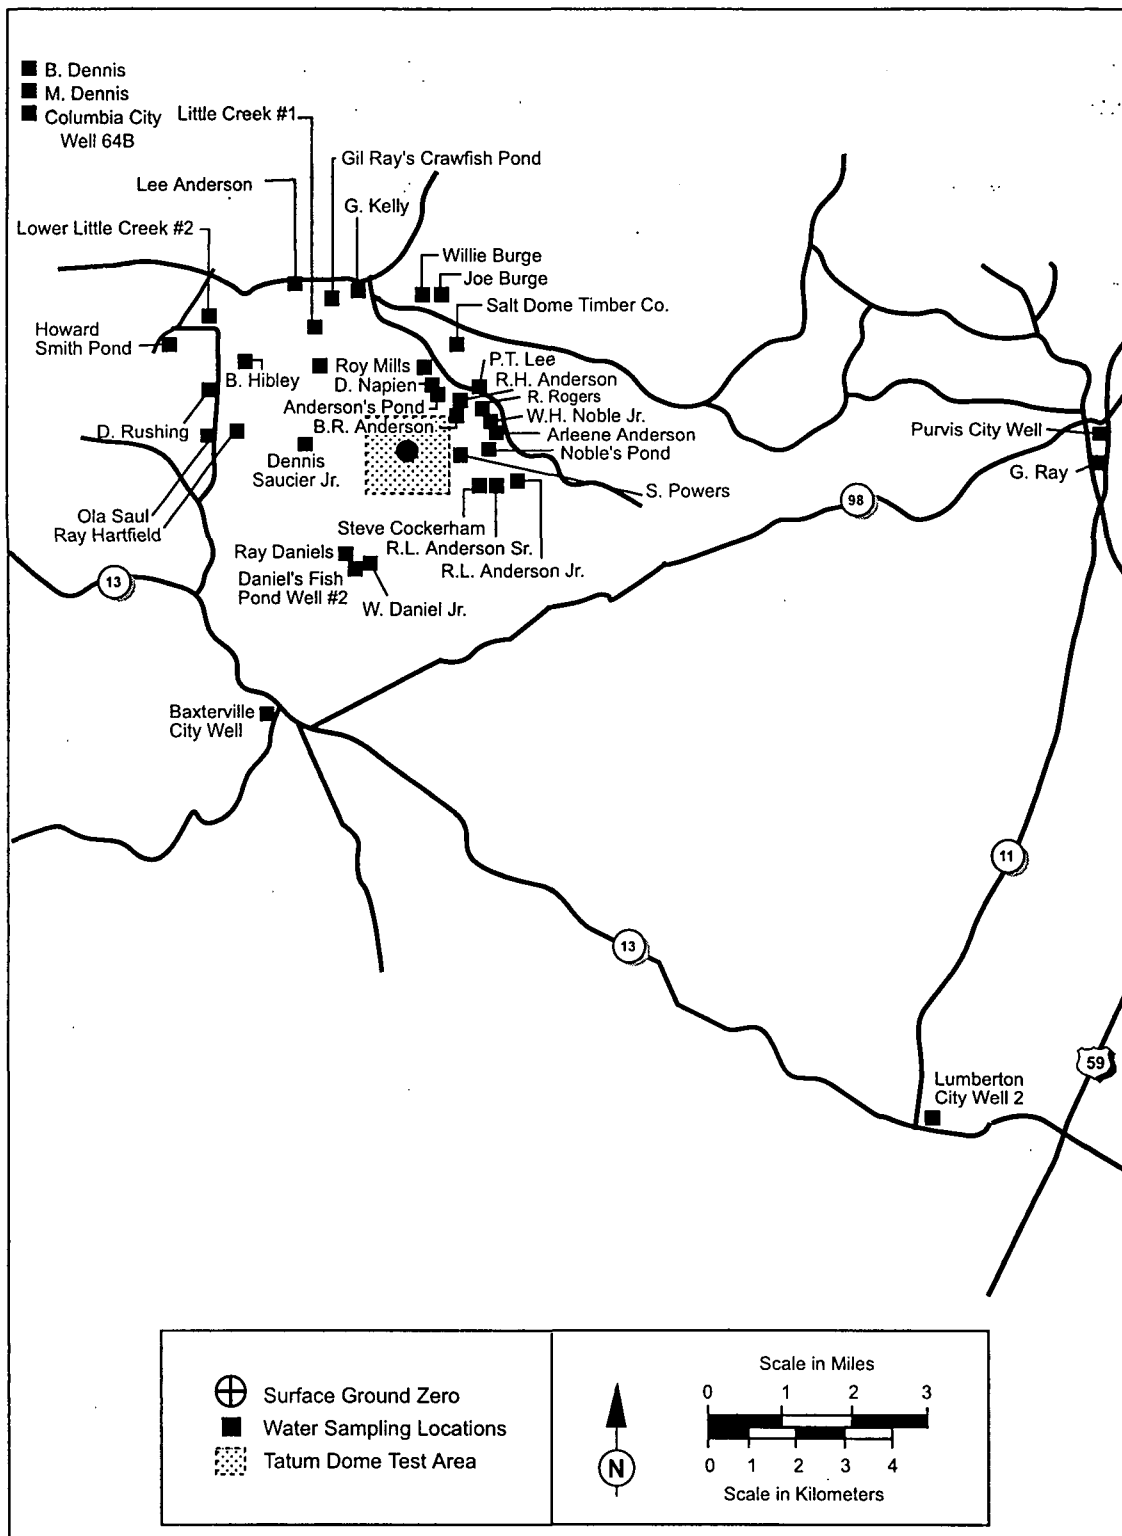 B. Dennis
M. Dennis
Columbia City
Well 64B
Little Creek #1
Gil Ray's Crawfish Pond
Lee Anderson
G. Kelly
Lower Little Creek #2
Willie Burge
Joe Burge
Salt Dome Timber Co.
Howard
Smith Pond
B. Hibley
Roy Mills
P.T. Lee
D. Napien
R.H. Anderson
Anderson's Pond
R. Rogers
B.R. Anderson
W.H. Noble Jr.
D. Rushing
Arleene Anderson
Purvis City Well
Dennis
Saucier Jr.
Noble's Pond
G. Ray
S. Powers
98
Ola Saul
Ray Hartfield
Steve Cockerham
R.L. Anderson Sr.
R.L. Anderson Jr.
Ray Daniels
13
Daniel's Fish
Pond Well #2
W. Daniel Jr.
Baxterville
City Well
11
13
59
Lumberton
City Well 2
Surface Ground Zero
Water Sampling Locations
Tatum Dome Test Area
N
Scale in Miles
0 1 2 3
0 1 2 3 4
Scale in Kilometers